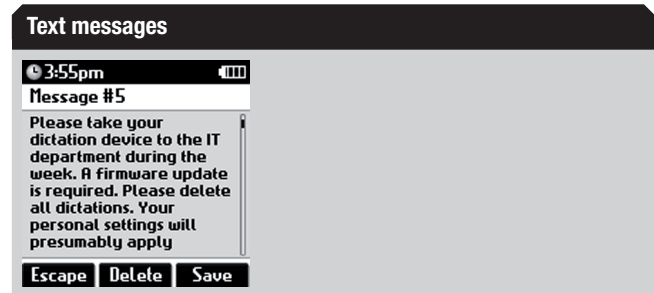 Text messages
3:55pm
Message #5
Please take your
dictation device to the IT
department during the
week. A firmware update
is required. Please delete
all dictations. Your
personal settings will
presumably apply
Escape Delete Save